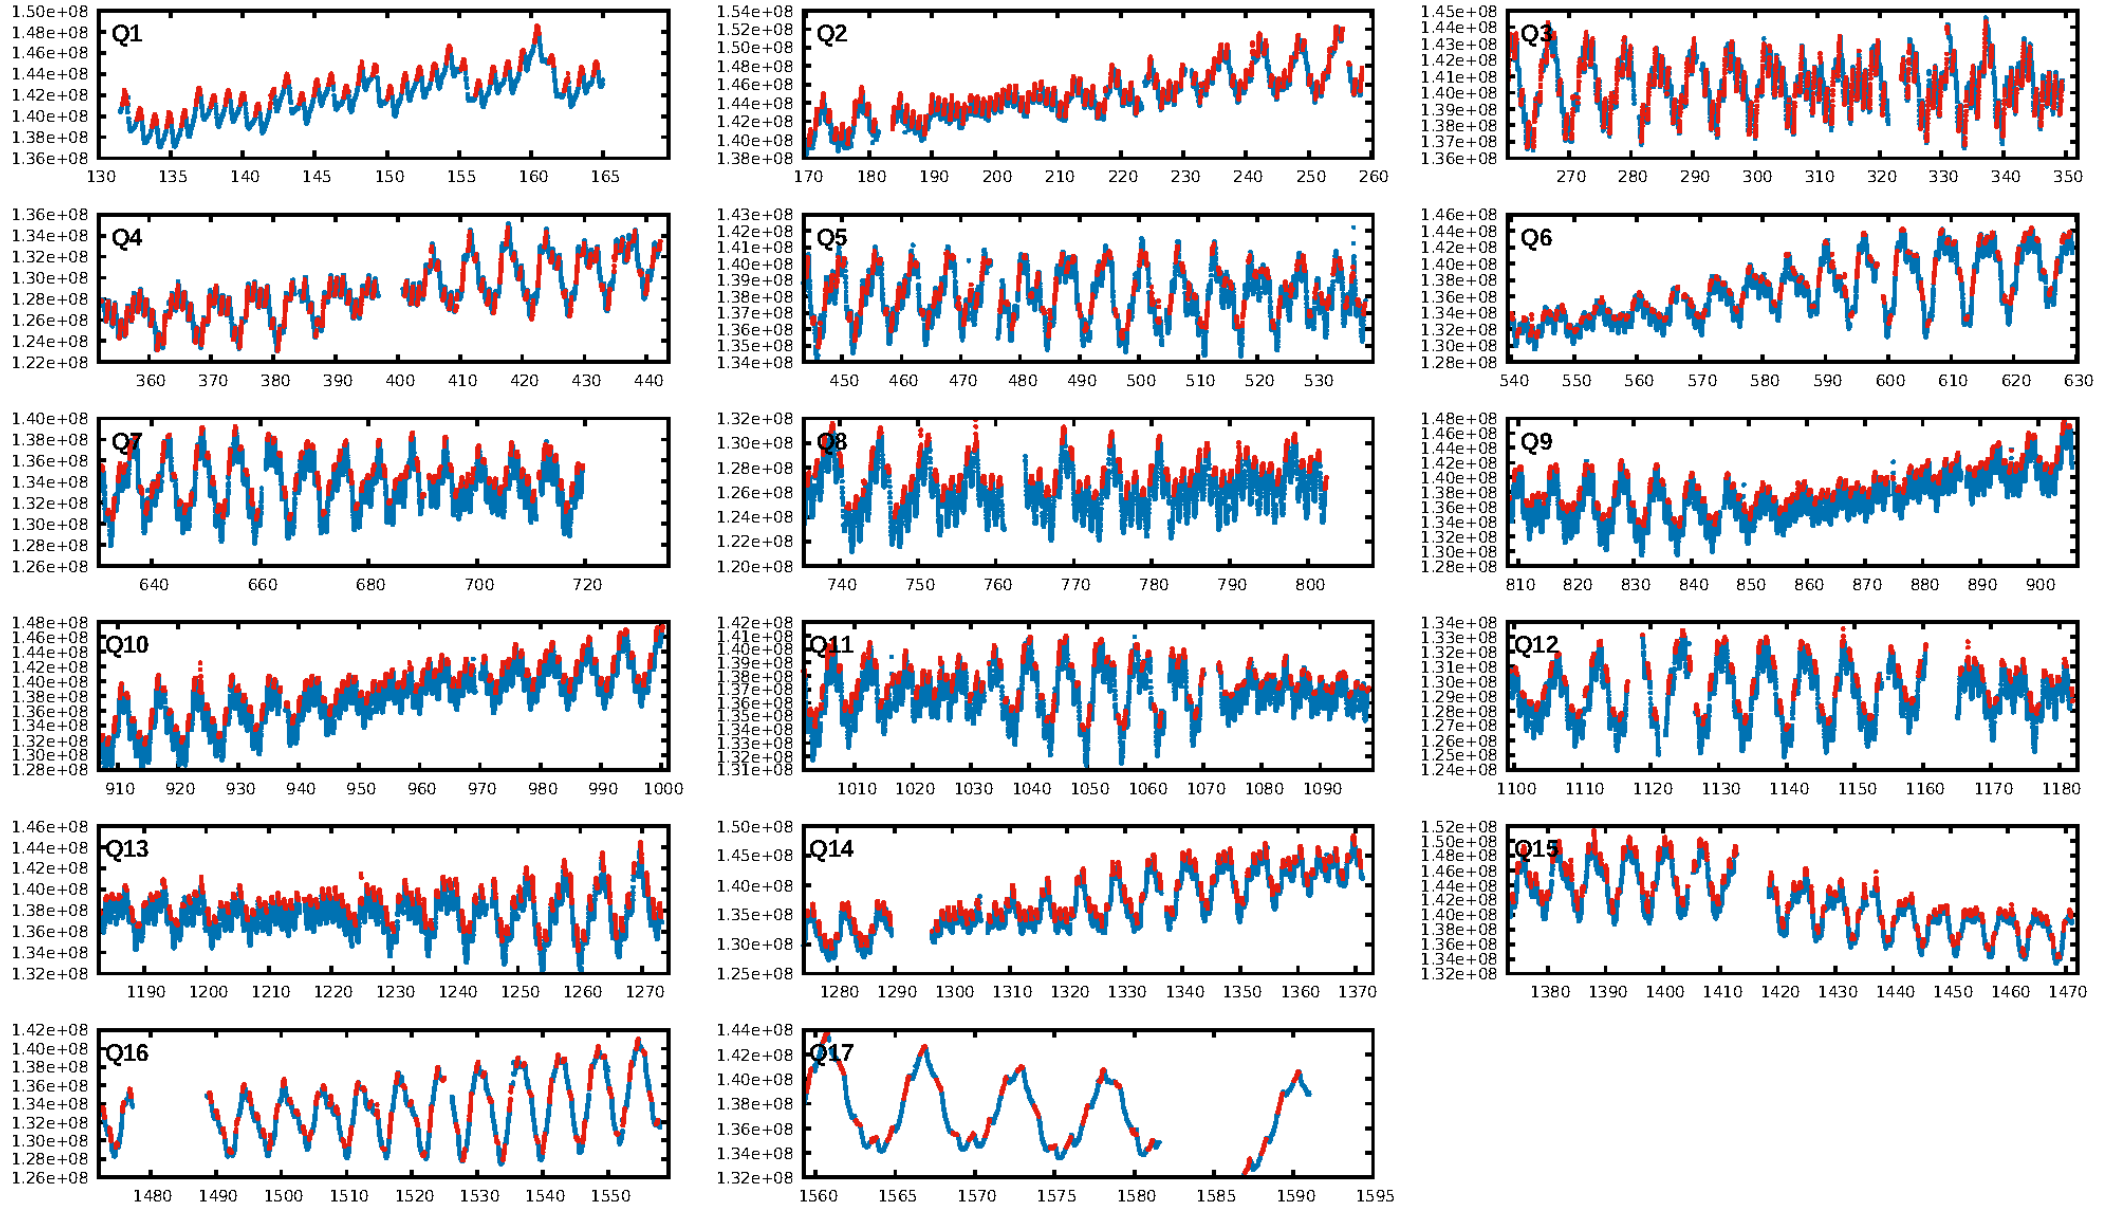 1.50e+08
1.48e+08
1.46e+08
1.44e+08
1.42e+08
1.40e+08
1.38e+08
1.36e+08
Q1
130 135 140 145 150 155 160 165
1.54e+08
1.52e+08
1.50e+08
1.48e+08
1.46e+08
1.44e+08
1.42e+08
1.40e+08
1.38e+08
Q2
170 180 190 200 210 220 230 240 250 260
1.45e+08
1.44e+08
1.43e+08
1.42e+08
1.41e+08
1.40e+08
1.39e+08
1.38e+08
1.37e+08
1.36e+08
Q3
270 280 290 300 310 320 330 340 350
1.36e+08
1.34e+08
1.32e+08
1.30e+08
1.28e+08
1.26e+08
1.24e+08
1.22e+08
Q4
360 370 380 390 400 410 420 430 440
1.43e+08
1.42e+08
1.41e+08
1.40e+08
1.39e+08
1.38e+08
1.37e+08
1.36e+08
1.35e+08
1.34e+08
Q5
450 460 470 480 490 500 510 520 530
1.46e+08
1.44e+08
1.42e+08
1.40e+08
1.38e+08
1.36e+08
1.34e+08
1.32e+08
1.30e+08
1.28e+08
Q6
540 550 560 570 580 590 600 610 620 630
1.40e+08
1.38e+08
1.36e+08
1.34e+08
1.32e+08
1.30e+08
1.28e+08
1.26e+08
Q7
640 660 680 700 720
1.32e+08
1.30e+08
1.28e+08
1.26e+08
1.24e+08
1.22e+08
1.20e+08
Q8
740 750 760 770 780 790 800
1.48e+08
1.46e+08
1.44e+08
1.42e+08
1.40e+08
1.38e+08
1.36e+08
1.34e+08
1.32e+08
1.30e+08
1.28e+08
Q9
810 820 830 840 850 860 870 880 890 900
1.48e+08
1.46e+08
1.44e+08
1.42e+08
1.40e+08
1.38e+08
1.36e+08
1.34e+08
1.32e+08
1.30e+08
1.28e+08
Q10
910 920 930 940 950 960 970 980 990 1000
1.42e+08
1.41e+08
1.40e+08
1.39e+08
1.38e+08
1.37e+08
1.36e+08
1.35e+08
1.34e+08
1.33e+08
1.32e+08
1.31e+08
Q11
1010 1020 1030 1040 1050 1060 1070 1080 1090
1.34e+08
1.33e+08
1.32e+08
1.31e+08
1.30e+08
1.29e+08
1.28e+08
1.27e+08
1.26e+08
1.25e+08
1.24e+08
Q12
1100 1110 1120 1130 1140 1150 1160 1170 1180
1.46e+08
1.44e+08
1.42e+08
1.40e+08
1.38e+08
1.36e+08
1.34e+08
1.32e+08
Q13
1190 1200 1210 1220 1230 1240 1250 1260 1270
1.50e+08
1.45e+08
1.40e+08
1.35e+08
1.30e+08
1.25e+08
Q14
1280 1290 1300 1310 1320 1330 1340 1350 1360 1370
1.52e+08
1.50e+08
1.48e+08
1.46e+08
1.44e+08
1.42e+08
1.40e+08
1.38e+08
1.36e+08
1.34e+08
1.32e+08
Q15
1380 1390 1400 1410 1420 1430 1440 1450 1460 1470
1.42e+08
1.40e+08
1.38e+08
1.36e+08
1.34e+08
1.32e+08
1.30e+08
1.28e+08
1.26e+08
Q16
1480 1490 1500 1510 1520 1530 1540 1550
1.44e+08
1.42e+08
1.40e+08
1.38e+08
1.36e+08
1.34e+08
1.32e+08
Q17
1560 1565 1570 1575 1580 1585 1590 1595